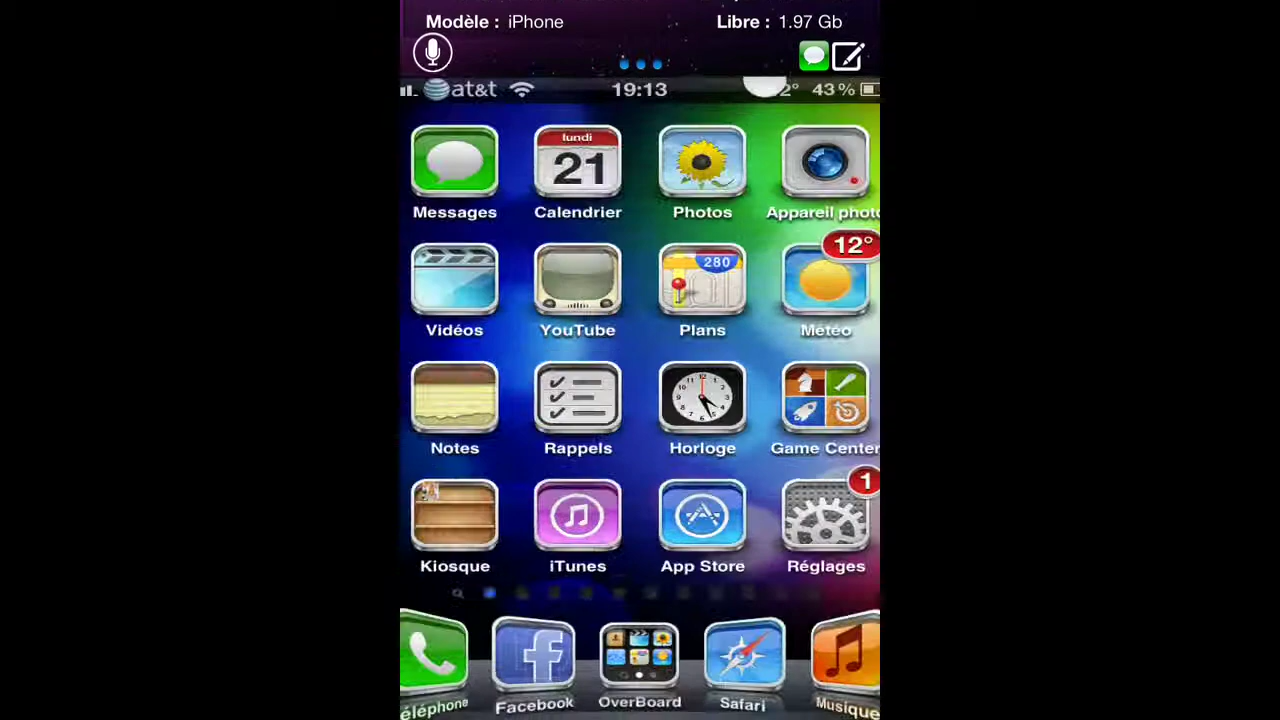 Modèle : iPhone Libre : 1.97 Gb
at&t 19:13 2° 43 %
lundi
21
Messages Calendrier Photos Appareil photo
280
12°
Vidéos YouTube Plans Météo
Notes Rappels Horloge Game Center
1
Kiosque iTunes App Store Réglages
éléphone Facebook OverBoard Safari Musique